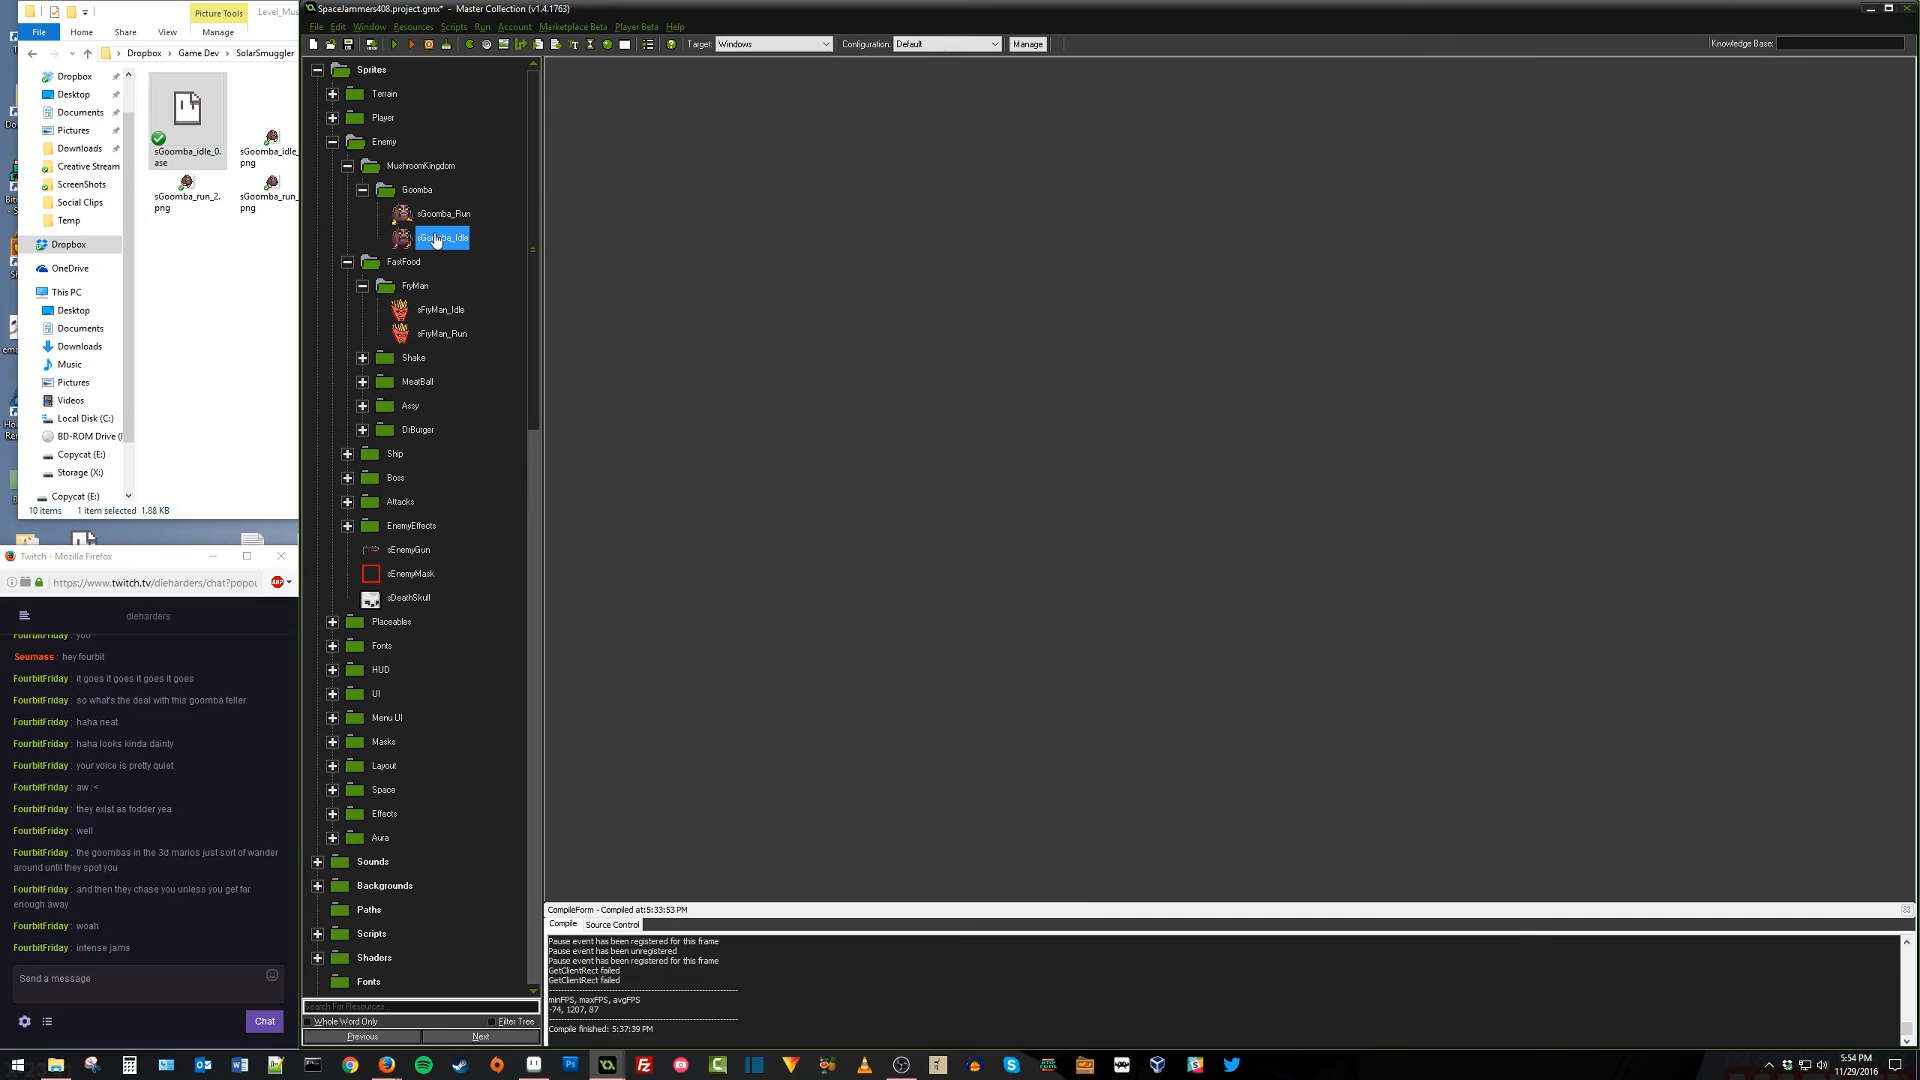 Picture Tools
Level_Mus
File
Home
Share
View
Manage
Dropbox > Game Dev > SolarSmuggler
Dropbox
Desktop
Documents
Pictures
Downloads
Creative Stream
ScreenShots
Social Clips
Temp
Dropbox
OneDrive
This PC
Desktop
Documents
Downloads
Music
Pictures
Videos
Local Disk (C:)
BD-ROM Drive (
Copycat (E:)
Storage (X:)
Copycat (E:)
sGoomba_idle_0.
ase
sGoomba_idle_
png
sGoomba_run_2.
png
sGoomba_run_
png
10 items 1 item selected 1.88 KB
Twitch - Mozilla Firefox
https://www.twitch.tv/dieharders/chat?popou
ABP
dieharders
FourbitFriday : you
Seumass : hey fourbit
FourbitFriday : it goes it goes it goes it goes
FourbitFriday : so what's the deal with this goomba feller
FourbitFriday : haha neat
FourbitFriday : haha looks kinda dainty
FourbitFriday : your voice is pretty quiet
FourbitFriday : aw :<
FourbitFriday : they exist as fodder yea
FourbitFriday : well
FourbitFriday : the goombas in the 3d marios just sort of wander
around until they spot you
FourbitFriday : and then they chase you unless you get far
enough away
FourbitFriday : woah
FourbitFriday : intense jams
Send a message
Chat
SpaceJammers408.project.gmx* - Master Collection (v1.4.1763)
File Edit Window Resources Scripts Run Account Marketplace Beta Player Beta Help
Target: Windows
Configuration: Default
Manage
Knowledge Base:
Sprites
Terrain
Player
Enemy
MushroomKingdom
Goomba
sGoomba_Run
sGoomba_Idle
FastFood
FryMan
sFryMan_Idle
sFryMan_Run
Shake
MeatBall
Assy
DrBurger
Ship
Boss
Attacks
EnemyEffects
sEnemyGun
sEnemyMask
sDeathSkull
Placeables
Fonts
HUD
UI
Menu UI
Masks
Layout
Space
Effects
Aura
Sounds
Backgrounds
Paths
Scripts
Shaders
Fonts
Search For Resources
Whole Word Only
Filter Tree
Previous
Next
CompileForm - Compiled at:5:33:53 PM
Compile
Source Control
Pause event has been registered for this frame
Pause event has been unregistered
Pause event has been registered for this frame
GetClientRect failed
GetClientRect failed
minFPS, maxFPS, avgFPS
-74, 1207, 87
Compile finished: 5:37:39 PM
5:54 PM
11/29/2016